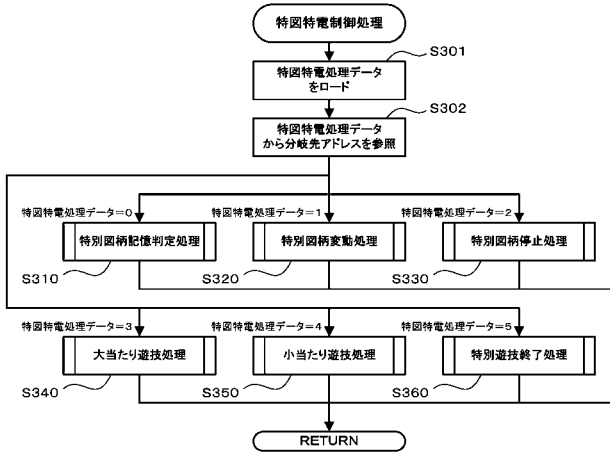 特図特電制御処理
S301
特図特電処理データ
をロード
S302
特図特電処理データ
から分岐先アドレスを参照
特図特電処理データ=0
特図特電処理データ=1
特図特電処理データ=2
特別図柄記憶判定処理
特別図柄変動処理
特別図柄停止処理
S310
S320
S330
特図特電処理データ=3
特図特電処理データ=4
特図特電処理データ=5
大当たり遊技処理
小当たり遊技処理
特別遊技終了処理
S340
S350
S360
RETURN